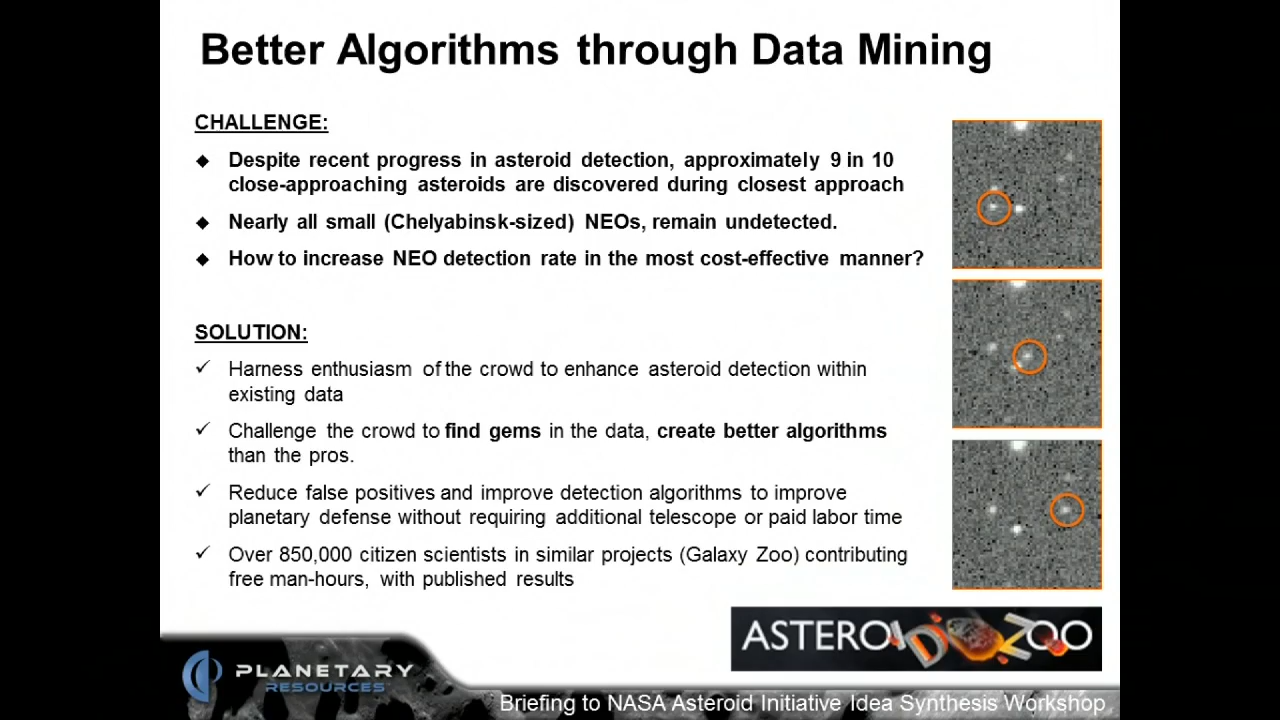 Better Algorithms through Data Mining
CHALLENGE:
Despite recent progress in asteroid detection, approximately 9 in 10
close-approaching asteroids are discovered during closest approach
Nearly all small (Chelyabinsk-sized) NEOs, remain undetected.
How to increase NEO detection rate in the most cost-effective manner?
SOLUTION:
Harness enthusiasm of the crowd to enhance asteroid detection within
existing data
Challenge the crowd to find gems in the data, create better algorithms
than the pros.
Reduce false positives and improve detection algorithms to improve
planetary defense without requiring additional telescope or paid labor time
Over 850,000 citizen scientists in similar projects (Galaxy Zoo) contributing
free man-hours, with published results
ASTEROID ZOO
PLANETARY
RESOURCES
Briefing to NASA Asteroid Initiative Idea Synthesis Workshop